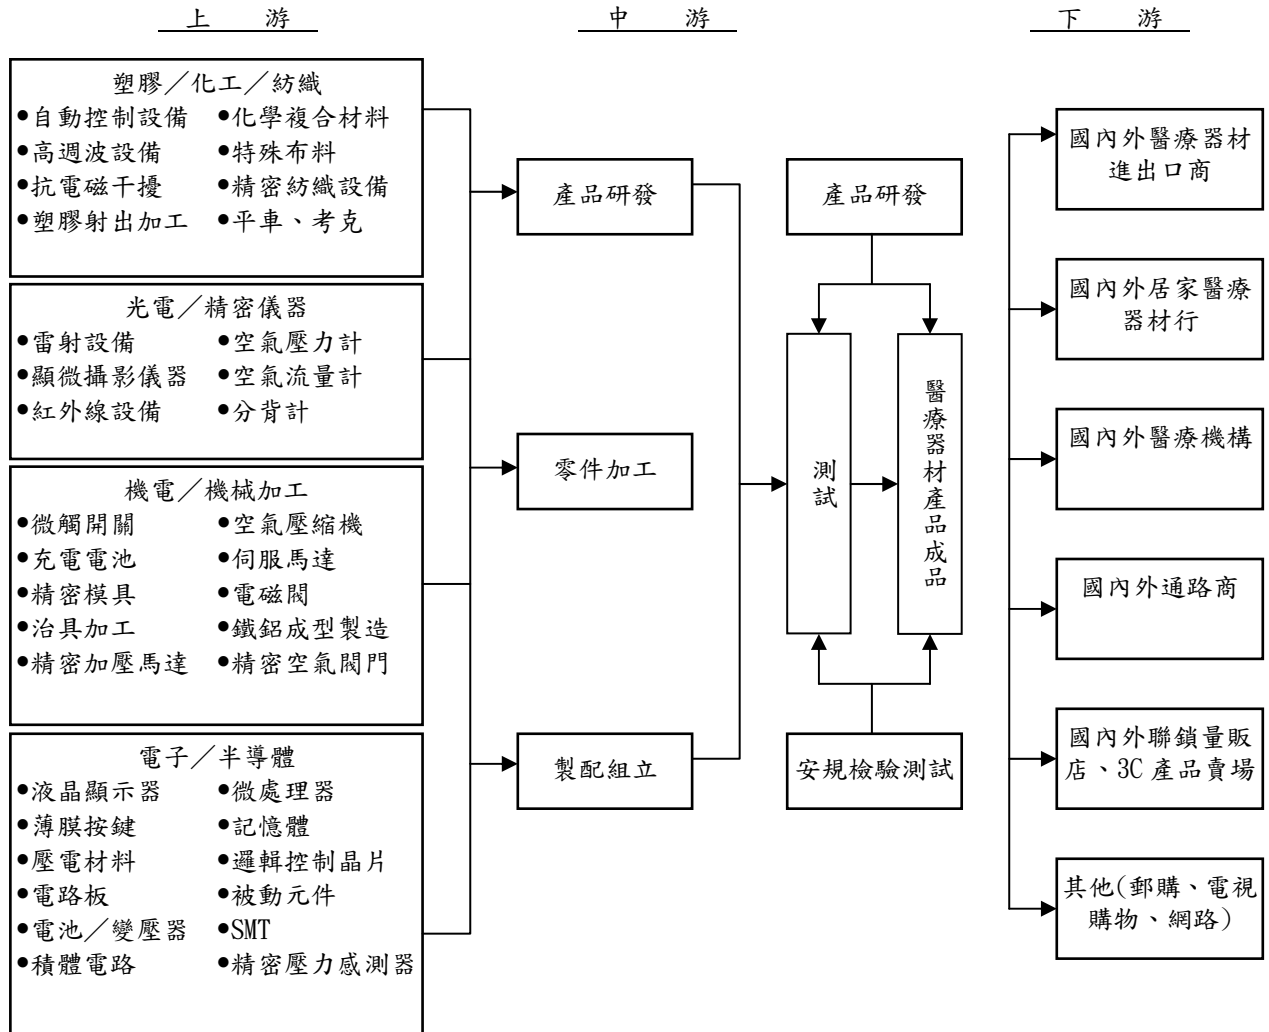 上　游
塑膠／化工／紡織
●自動控制設備　●化學複合材料
●高週波設備　●特殊布料
●抗電磁干擾　●精密紡織設備
●塑膠射出加工　●平車、考克
光電／精密儀器
●雷射設備　●空氣壓力計
●顯微攝影儀器　●空氣流量計
●紅外線設備　●分背計
機電／機械加工
●微觸開關　●空氣壓縮機
●充電電池　●伺服馬達
●精密模具　●電磁閥
●治具加工　●鐵鋁成型製造
●精密加壓馬達　●精密空氣閥門
電子／半導體
●液晶顯示器　●微處理器
●薄膜按鍵　●記憶體
●壓電材料　●邏輯控制晶片
●電路板　●被動元件
●電池／變壓器　●SMT
●積體電路　●精密壓力感測器
中　游
產品研發
零件加工
製配組立
產品研發
測試
醫療器材產品成品
安規檢驗測試
下　游
國內外醫療器材
進出口商
國內外居家醫療
器材行
國內外醫療機構
國內外通路商
國內外聯鎖量販
店、3C 產品賣場
其他(郵購、電視
購物、網路)